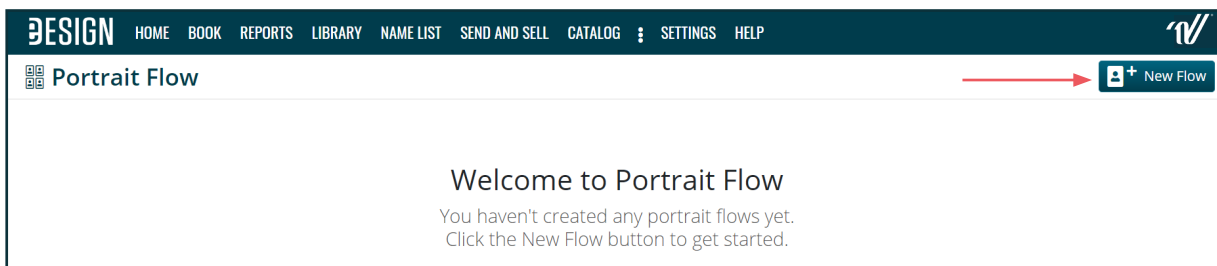 DESIGN HOME BOOK REPORTS LIBRARY NAME LIST SEND AND SELL CATALOG SETTINGS HELP
Portrait Flow
New Flow
Welcome to Portrait Flow
You haven't created any portrait flows yet.
Click the New Flow button to get started.